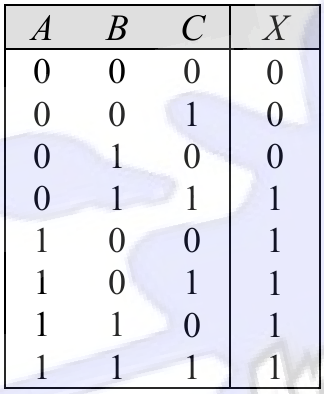 A B C X
0 0 0 0
0 0 1 0
0 1 0 0
0 1 1 1
1 0 0 1
1 0 1 1
1 1 0 1
1 1 1 1